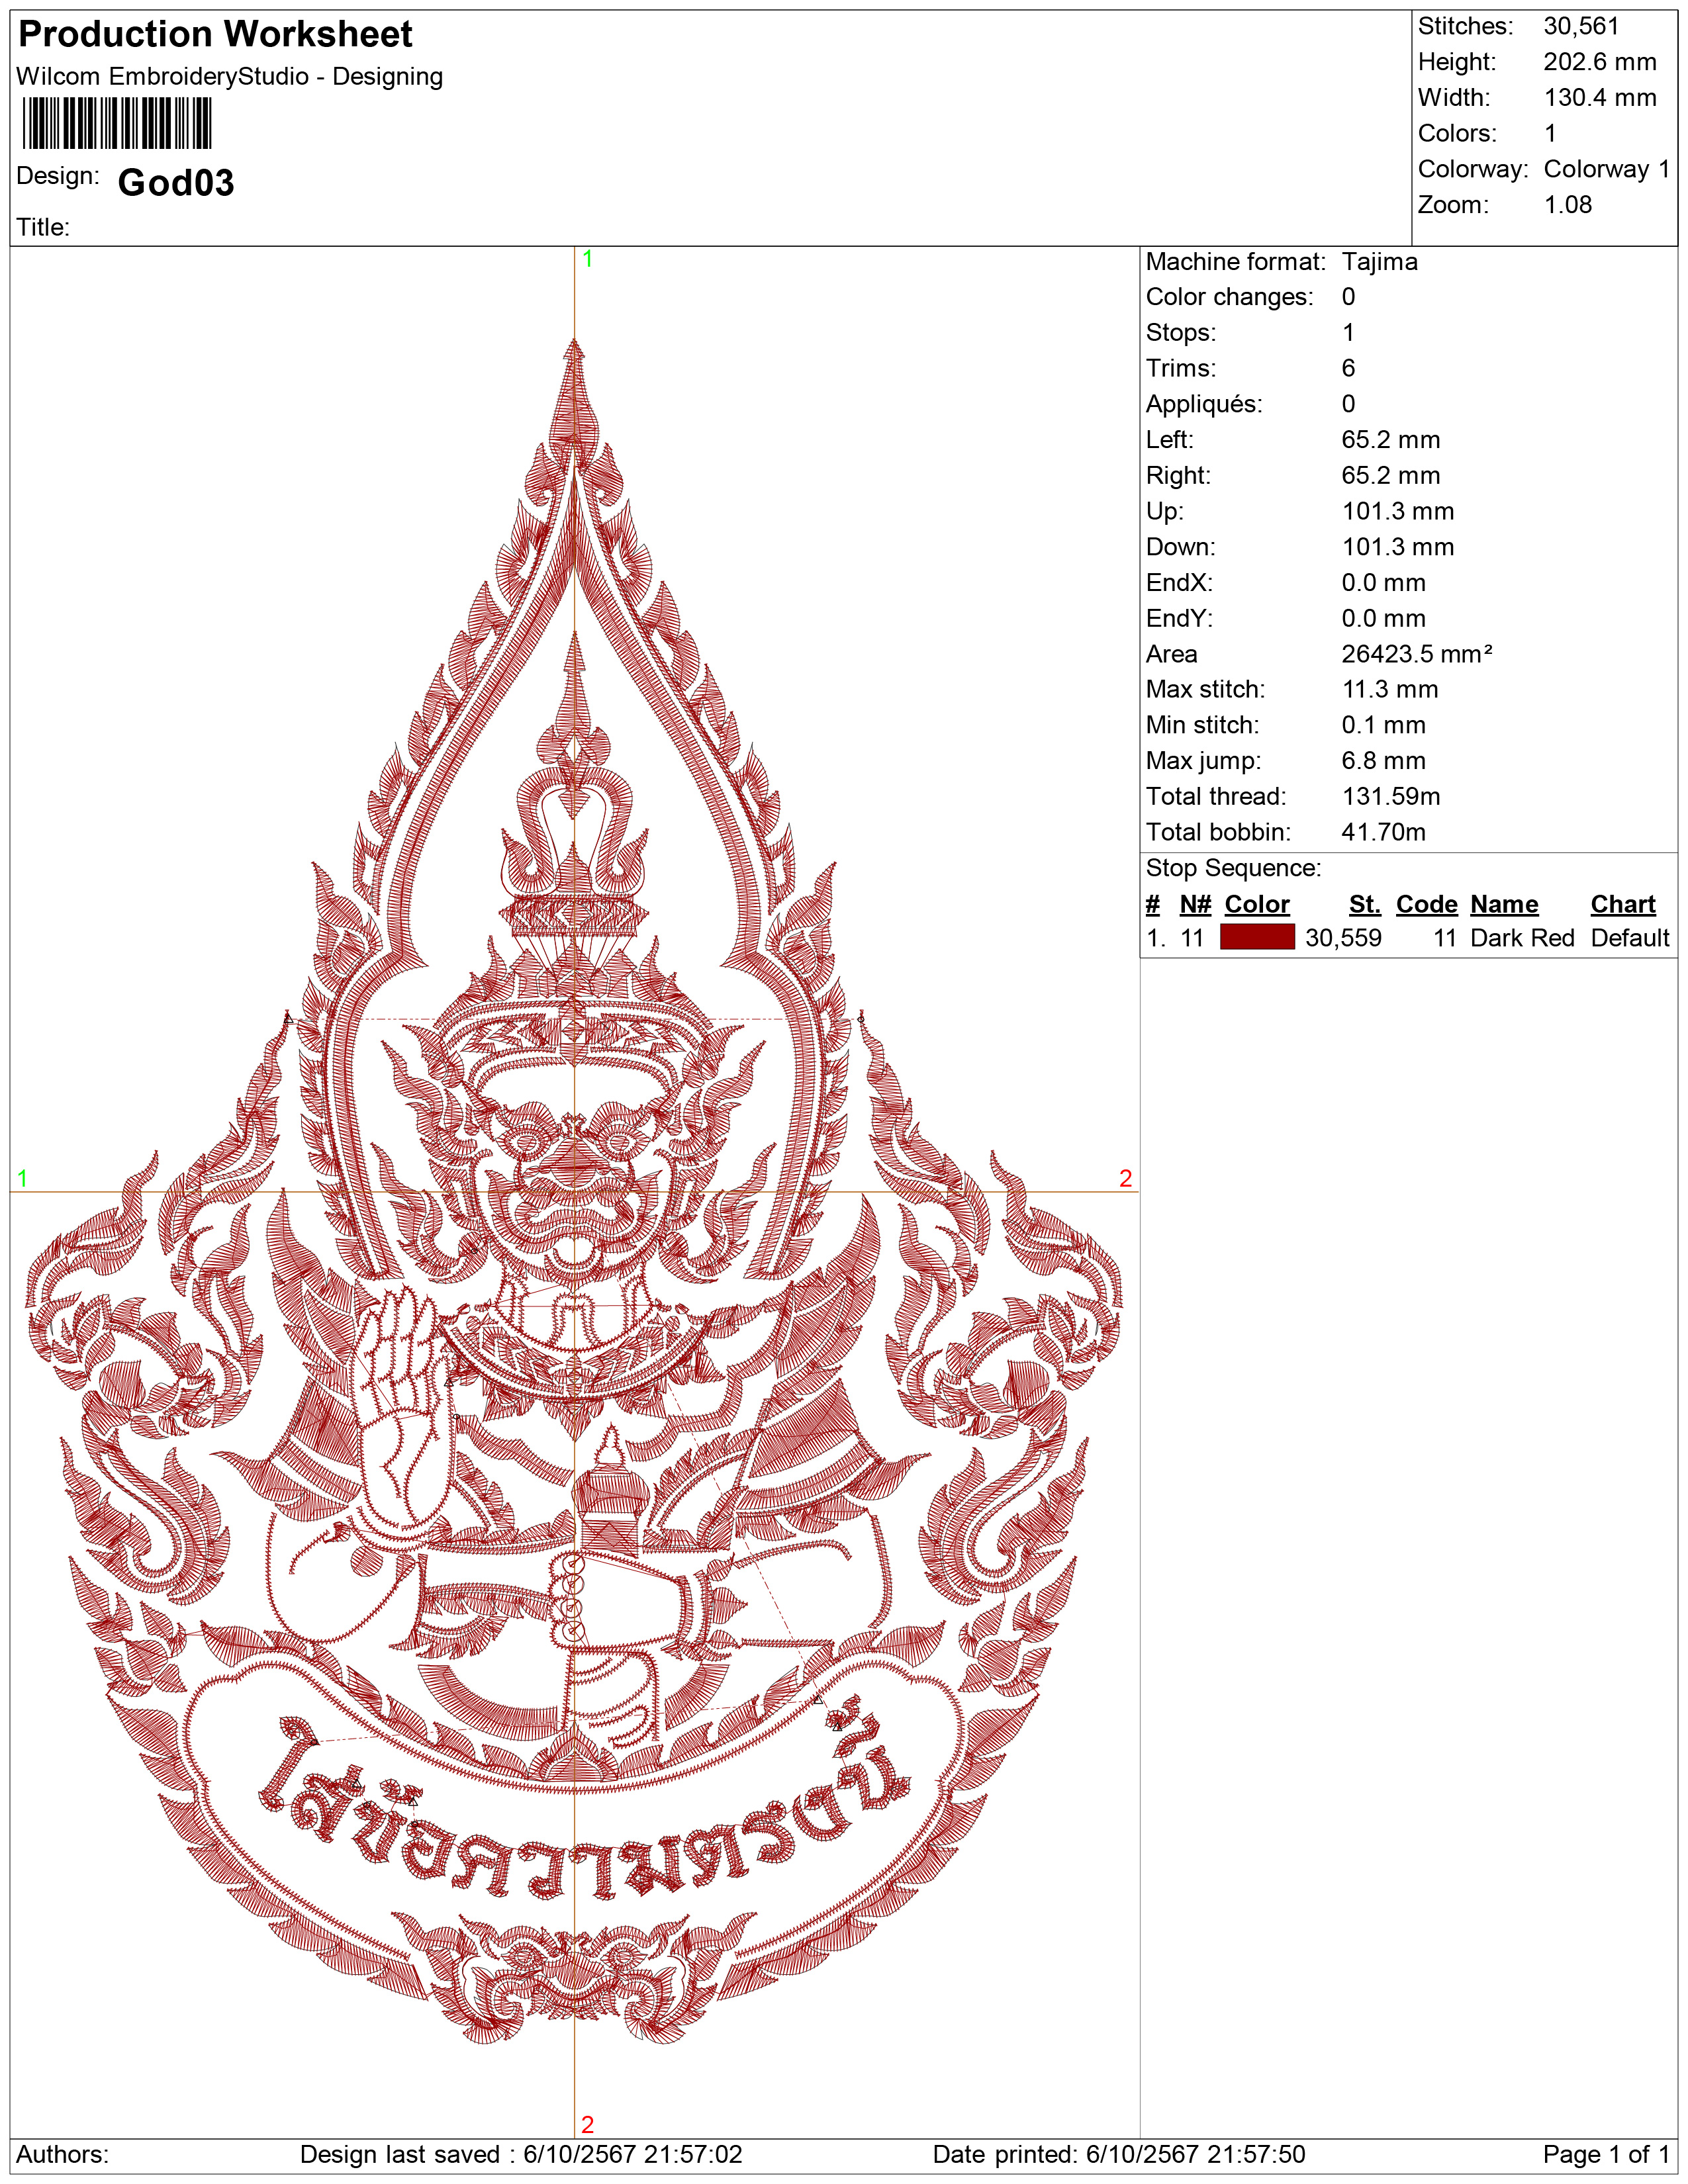 Production Worksheet
Wilcom EmbroideryStudio - Designing
Design: God03
Title:
Stitches: 30,561
Height: 202.6 mm
Width: 130.4 mm
Colors: 1
Colorway: Colorway 1
Zoom: 1.08
1
1
2
2
Machine format: Tajima
Color changes: 0
Stops: 1
Trims: 6
Appliqués: 0
Left: 65.2 mm
Right: 65.2 mm
Up: 101.3 mm
Down: 101.3 mm
EndX: 0.0 mm
EndY: 0.0 mm
Area 26423.5 mm²
Max stitch: 11.3 mm
Min stitch: 0.1 mm
Max jump: 6.8 mm
Total thread: 131.59m
Total bobbin: 41.70m
Stop Sequence:
# N# Color St. Code Name Chart
1. 11 30,559 11 Dark Red Default
ใส่ข้อความตรงนี้
Authors: Design last saved : 6/10/2567 21:57:02 Date printed: 6/10/2567 21:57:50 Page 1 of 1